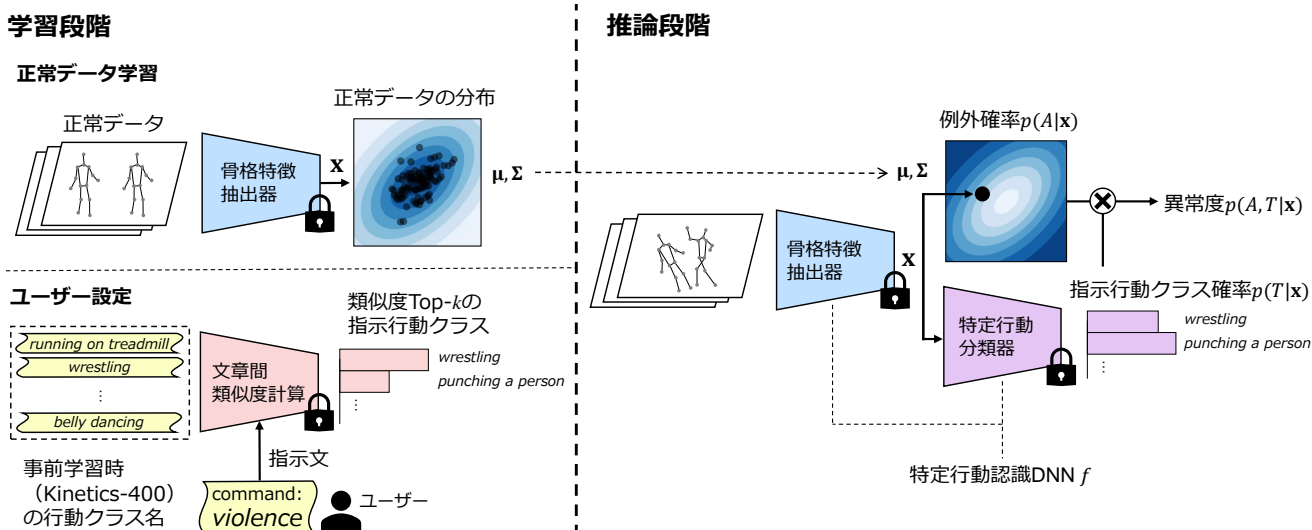 学習段階
正常データ学習
正常データ
骨格特徴
抽出器
𝐱
正常データの分布
𝛍, 𝚺
ユーザー設定
running on treadmill
wrestling
⋮
belly dancing
事前学習時
（Kinetics-400）
の行動クラス名
文章間
類似度計算
指示文
command:
violence
ユーザー
類似度Top-kの
指示行動クラス
wrestling
punching a person
⋮
推論段階
骨格特徴
抽出器
𝐱
𝛍, 𝚺
例外確率p(A|𝐱)
異常度p(A, T|𝐱)
特定行動
分類器
指示行動クラス確率p(T|𝐱)
wrestling
punching a person
⋮
特定行動認識DNN f